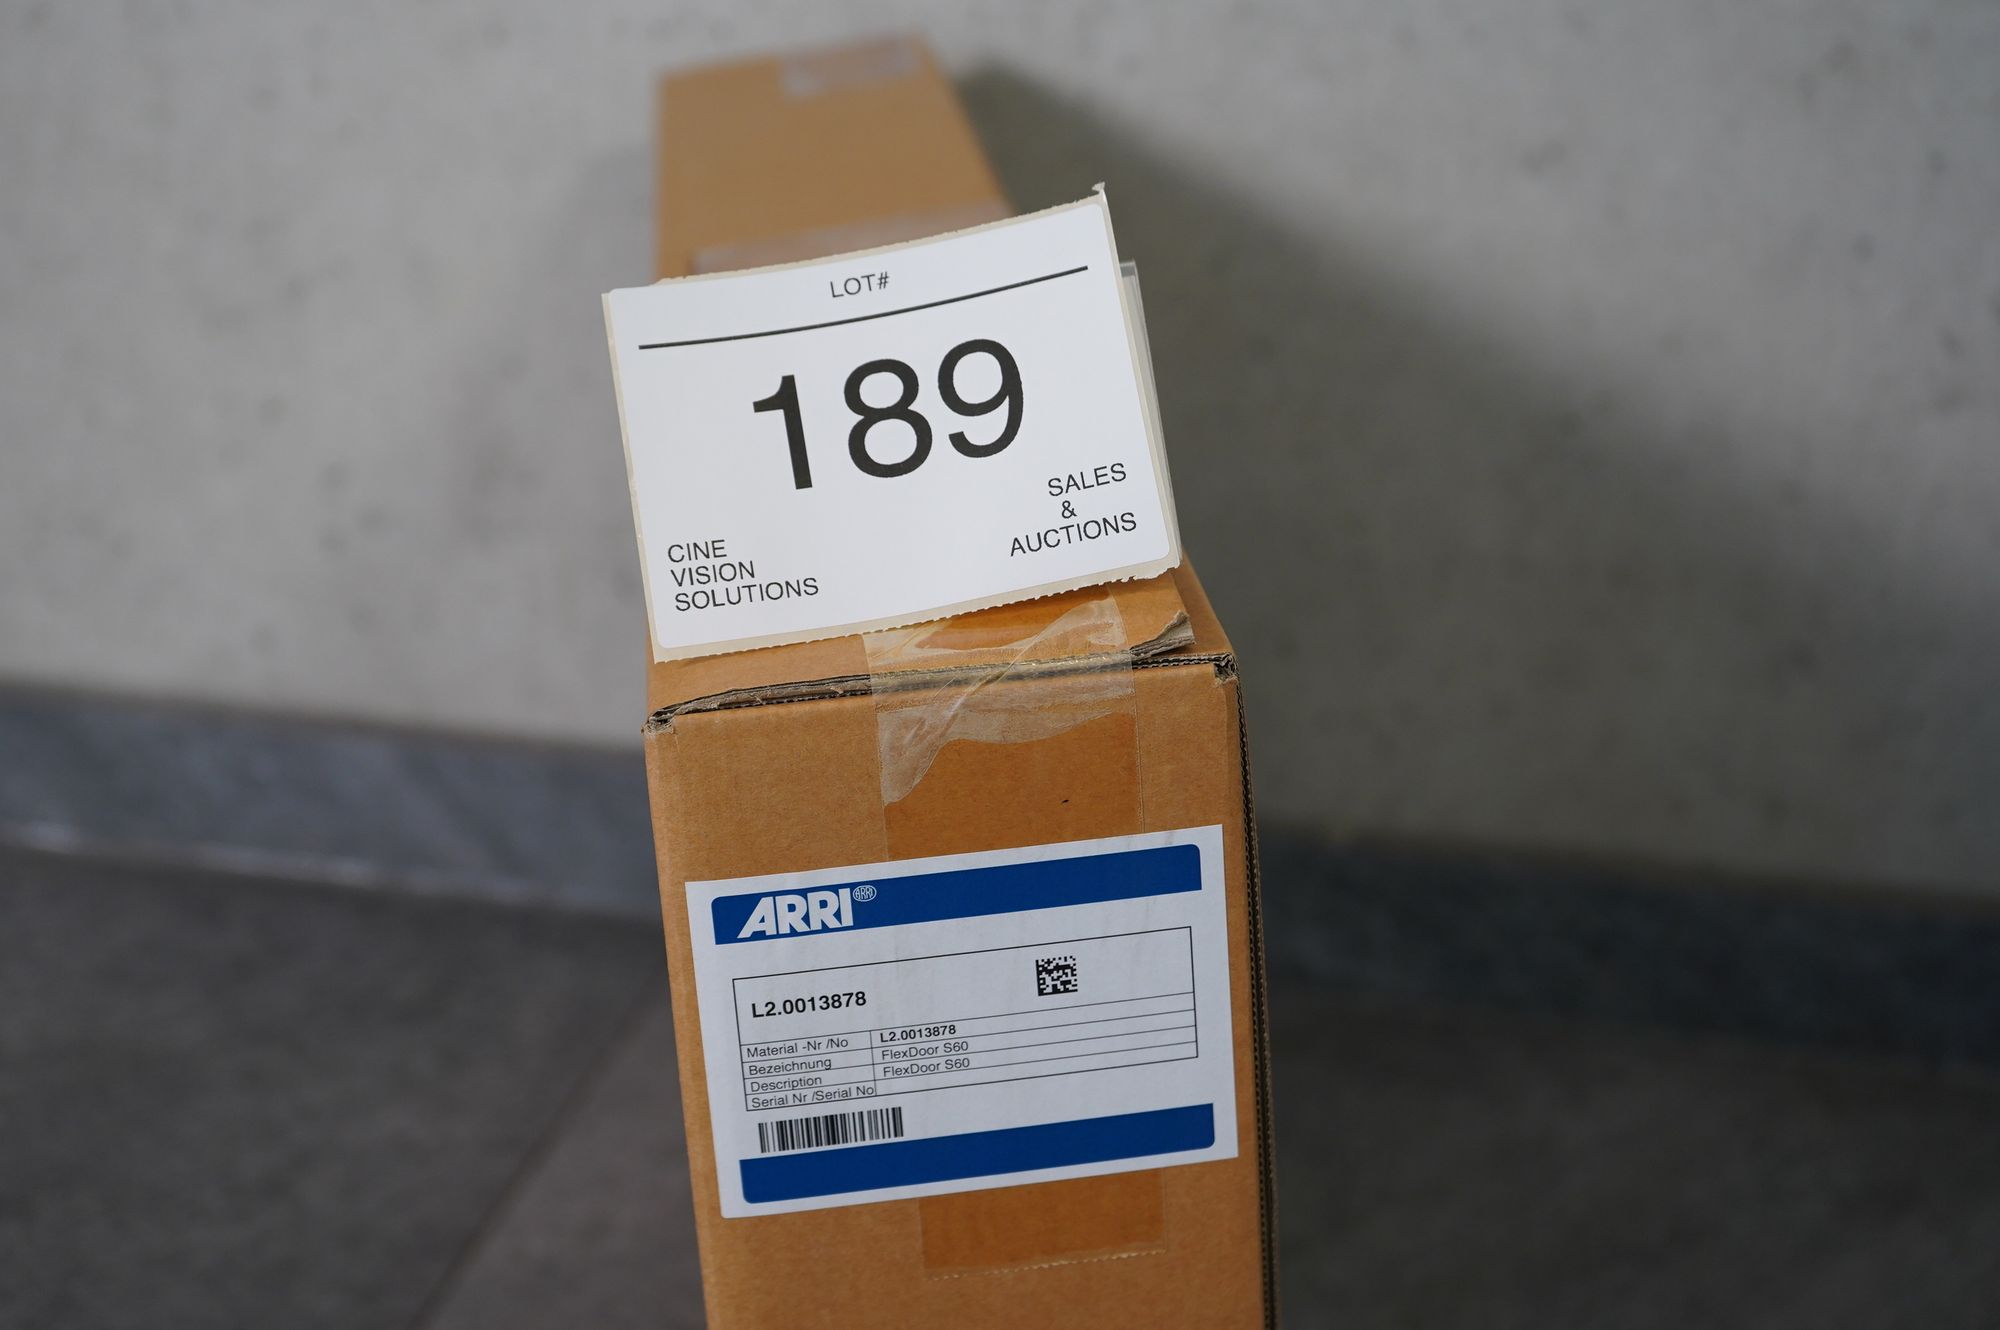 LOT#
189
CINE
VISION
SOLUTIONS
SALES
&
AUCTIONS
ARRI® ARRI
L2.0013878
Material -Nr /No L2.0013878
Bezeichnung FlexDoor S60
Description FlexDoor S60
Serial Nr /Serial No